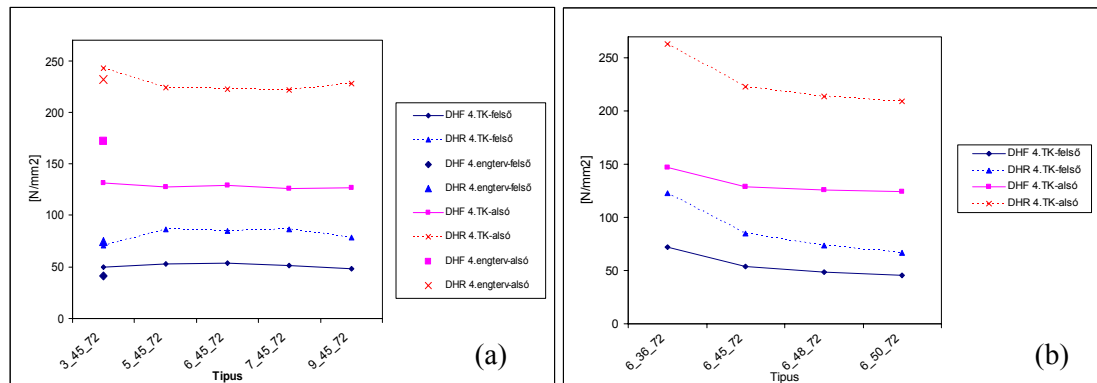 [N/mm2]
250
200
150
100
50
0
3_45_72
5_45_72
6_45_72
7_45_72
9_45_72
Tipus
DHF 4.TK-felső
DHR 4.TK-felső
DHF 4.engterv-felső
DHR 4.engterv-felső
DHF 4.TK-alsó
DHR 4.TK-alsó
DHF 4.engterv-alsó
DHR 4.engterv-alsó
(a)
[N/mm2]
250
200
150
100
50
0
6_36_72
6_45_72
6_48_72
6_50_72
Tipus
DHF 4.TK-felső
DHR 4.TK-felső
DHF 4.TK-alsó
DHR 4.TK-alsó
(b)